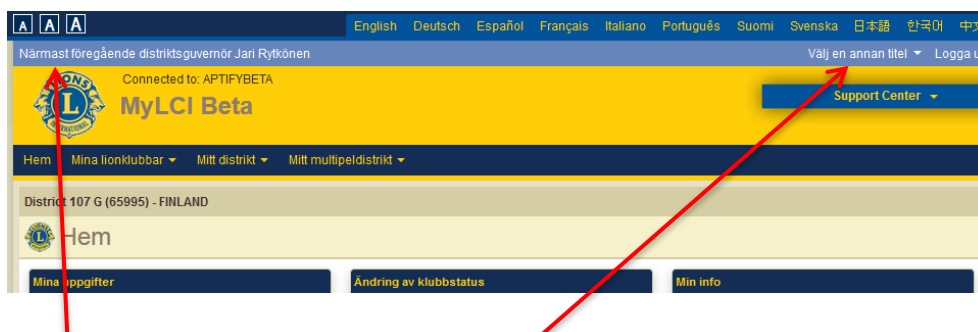 A A A English Deutsch Español Français Italiano Português Suomi Svenska 日本語 한국어
Närmast föregående distriktsguvernör Jari Rytkönen Välj en annan titel Logga
LIONS L INTERNATIONAL
Connected to: APTIFYBETA
MyLCI Beta
Support Center
Hem Mina lionklubbar Mitt distrikt Mitt multipeldistrikt
District 107 G (65995) - FINLAND
L Hem
Mina uppgifter Ändring av klubbstatus Min info